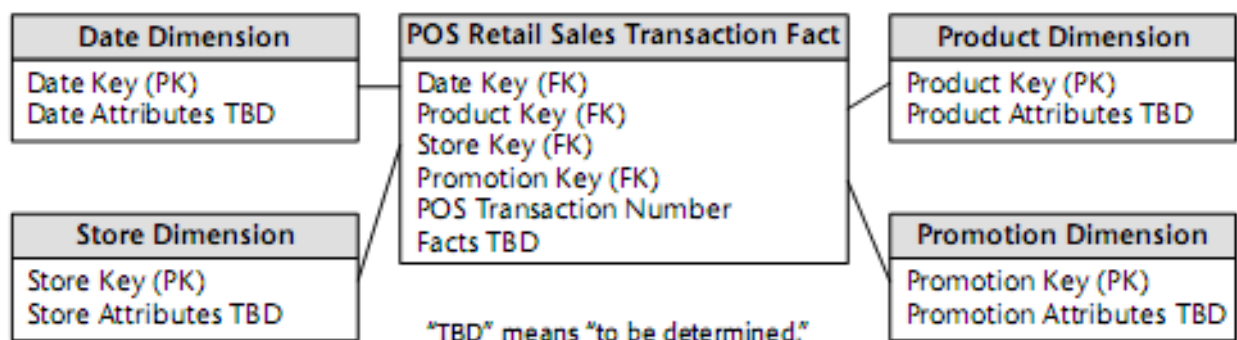 Date Dimension
Date Key (PK)
Date Attributes TBD
Store Dimension
Store Key (PK)
Store Attributes TBD
POS Retail Sales Transaction Fact
Date Key (FK)
Product Key (FK)
Store Key (FK)
Promotion Key (FK)
POS Transaction Number
Facts TBD
"TBD" means "to be determined."
Product Dimension
Product Key (PK)
Product Attributes TBD
Promotion Dimension
Promotion Key (PK)
Promotion Attributes TBD